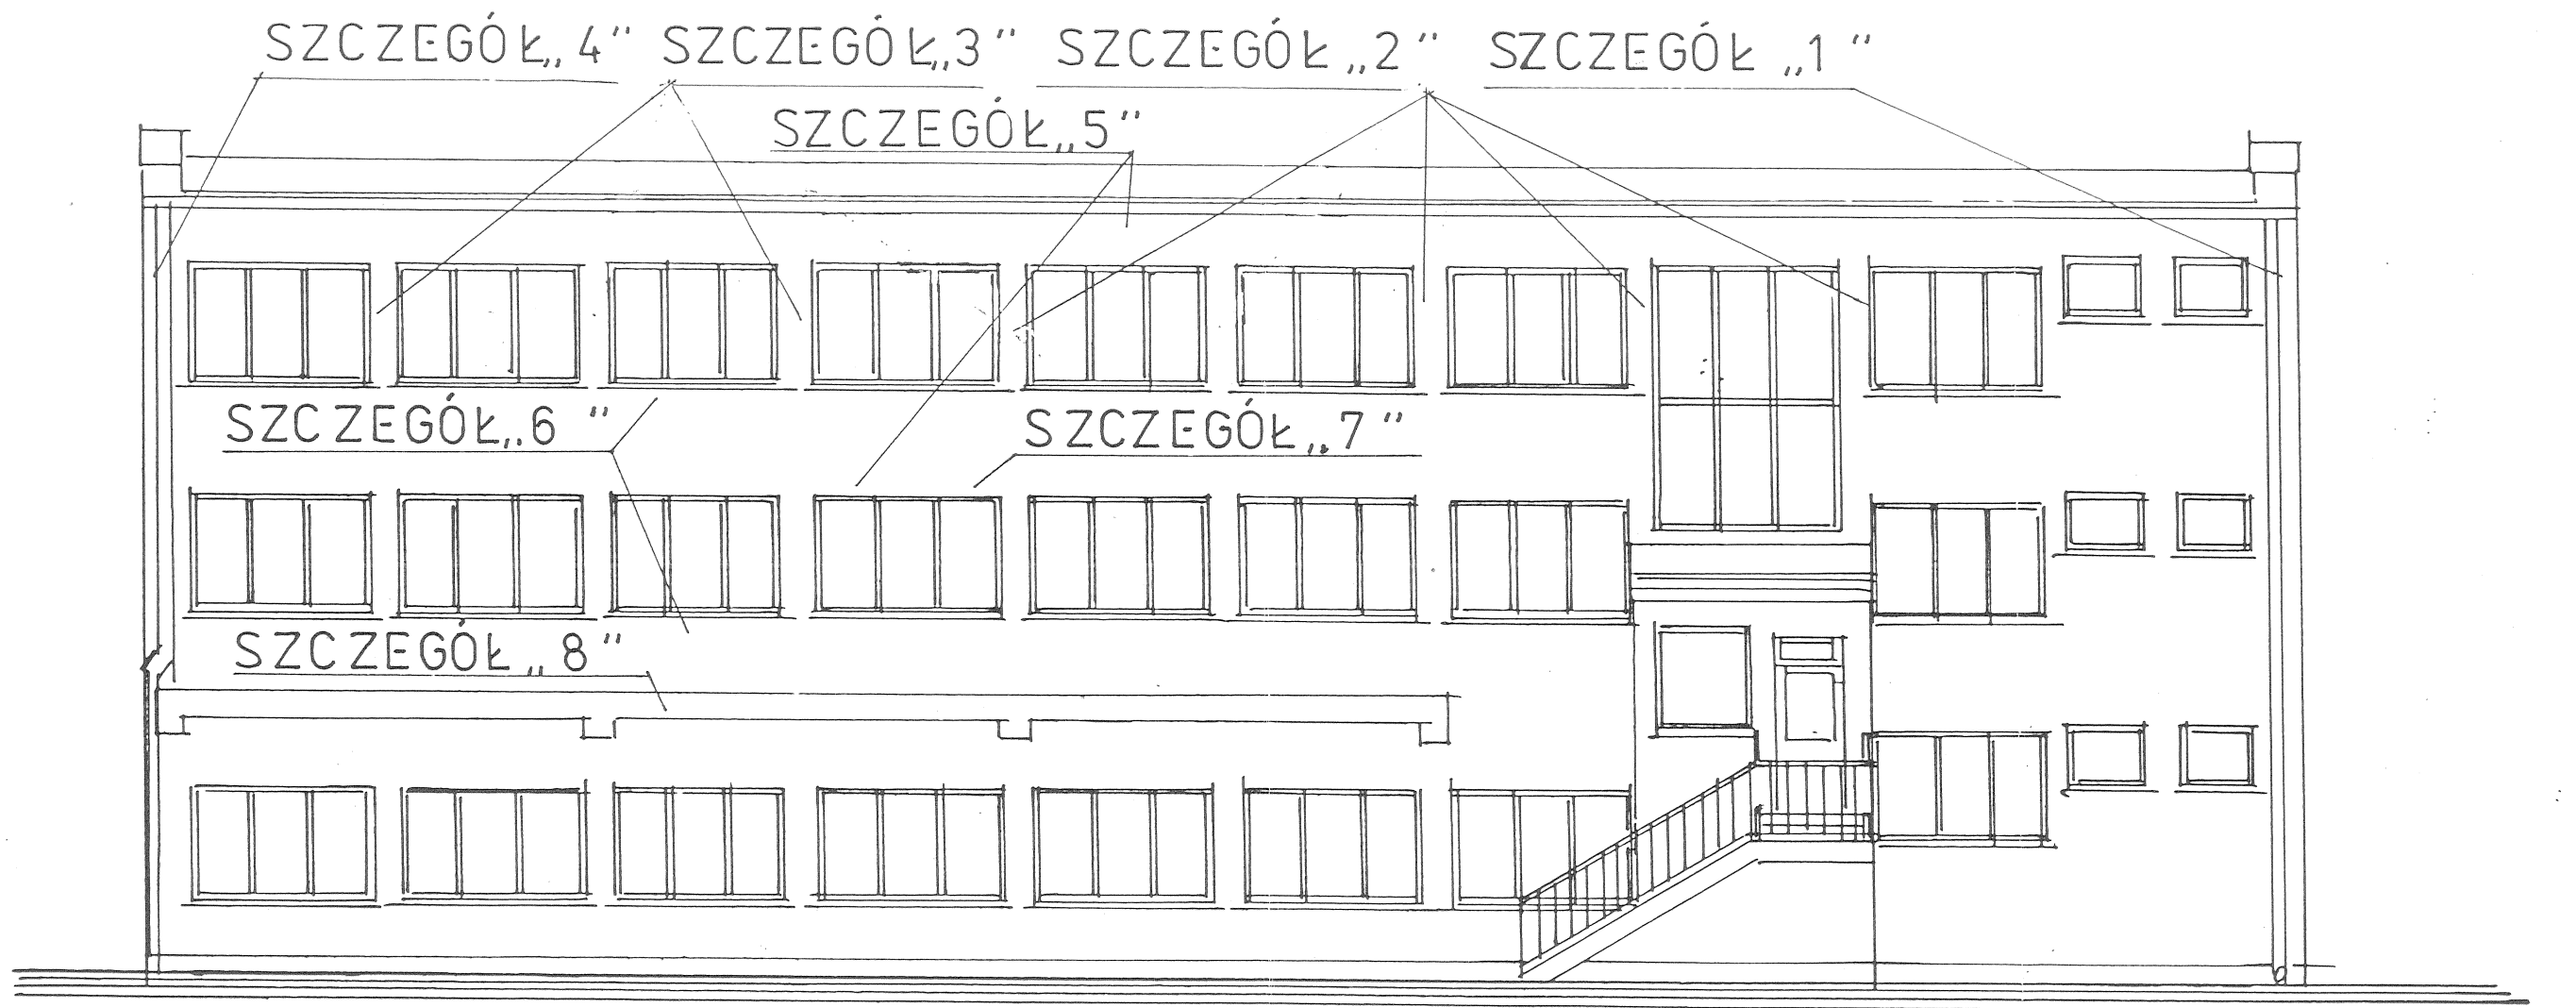 SZCZEGÓŁ „4” SZCZEGÓŁ „3” SZCZEGÓŁ „2” SZCZEGÓŁ „1”
SZCZEGÓŁ „5”
SZCZEGÓŁ „6” SZCZEGÓŁ „7”
SZCZEGÓŁ „8”